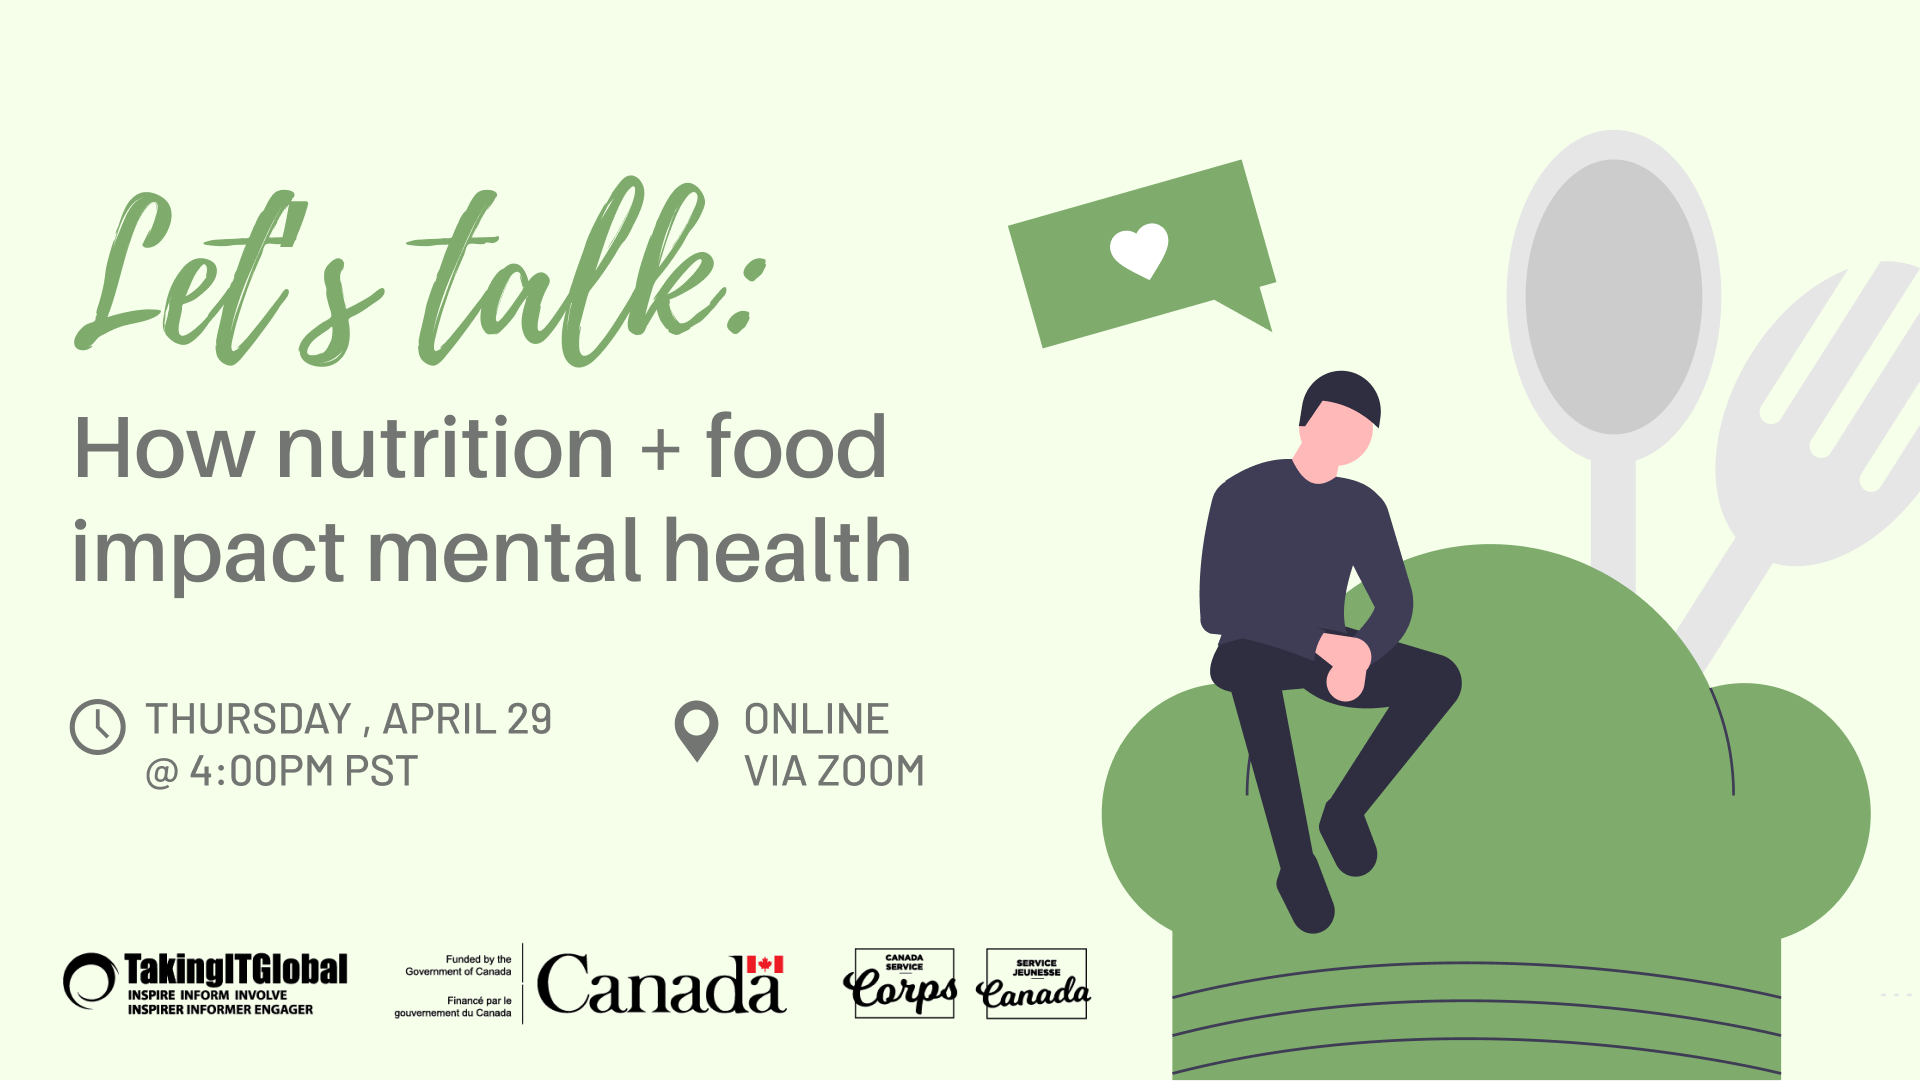 Let's talk:
How nutrition + food
impact mental health
THURSDAY , APRIL 29
@ 4:00PM PST
ONLINE
VIA ZOOM
TakingITGlobal
INSPIRE INFORM INVOLVE
INSPIRER INFORMER ENGAGER
Funded by the
Government of Canada
Financé par le
gouvernement du Canada
Canada
CANADA
SERVICE
Corps
SERVICE
JEUNESSE
Canada